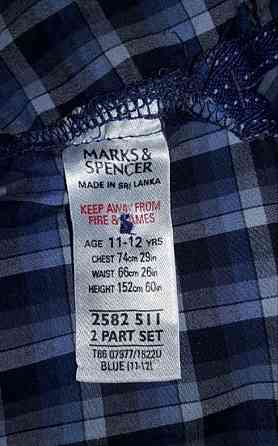 MARKS &
SPENCER
MADE IN SRI LANKA
KEEP AWAY FROM
FIRE & FLAMES
AGE 11-12 YRS
CHEST 74cm 29in
WAIST 66cm 26in
HEIGHT 152cm 60in
2582 511
2 PART SET
T86 07977/1822U
BLUE (11-12)